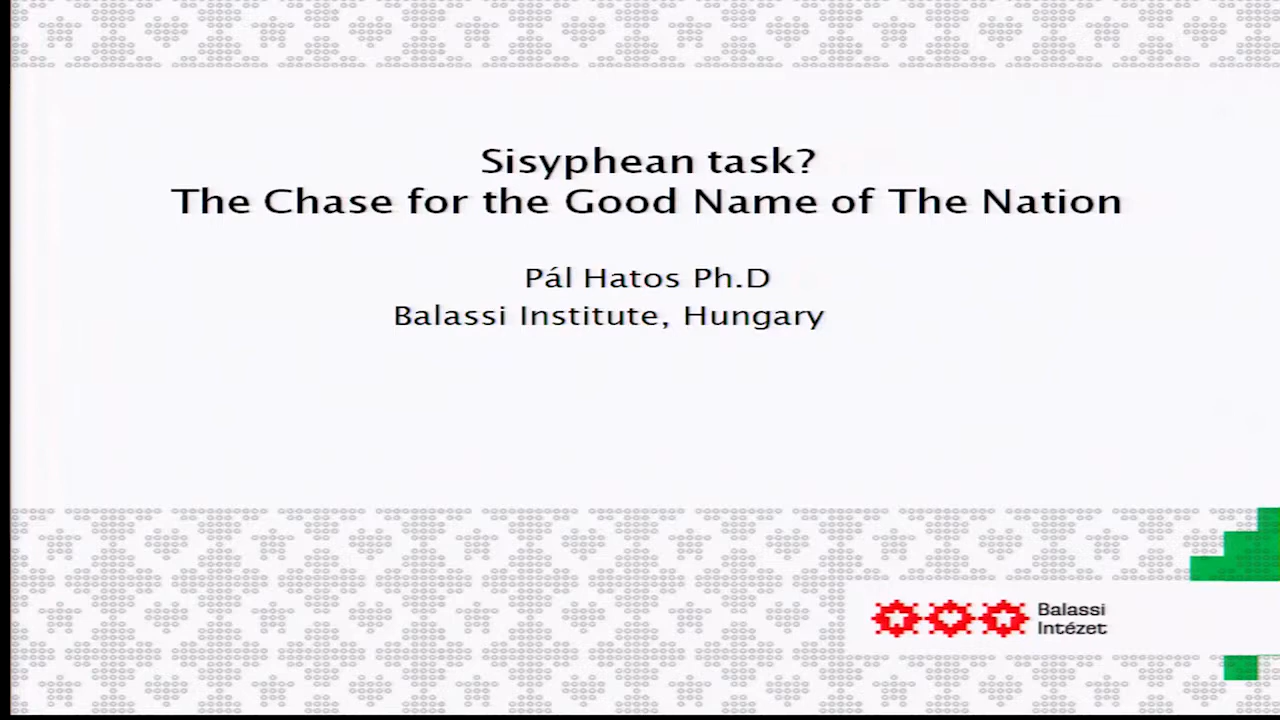 Sisyphean task?
The Chase for the Good Name of The Nation
Pál Hatos Ph.D
Balassi Institute, Hungary
Balassi
Intézet